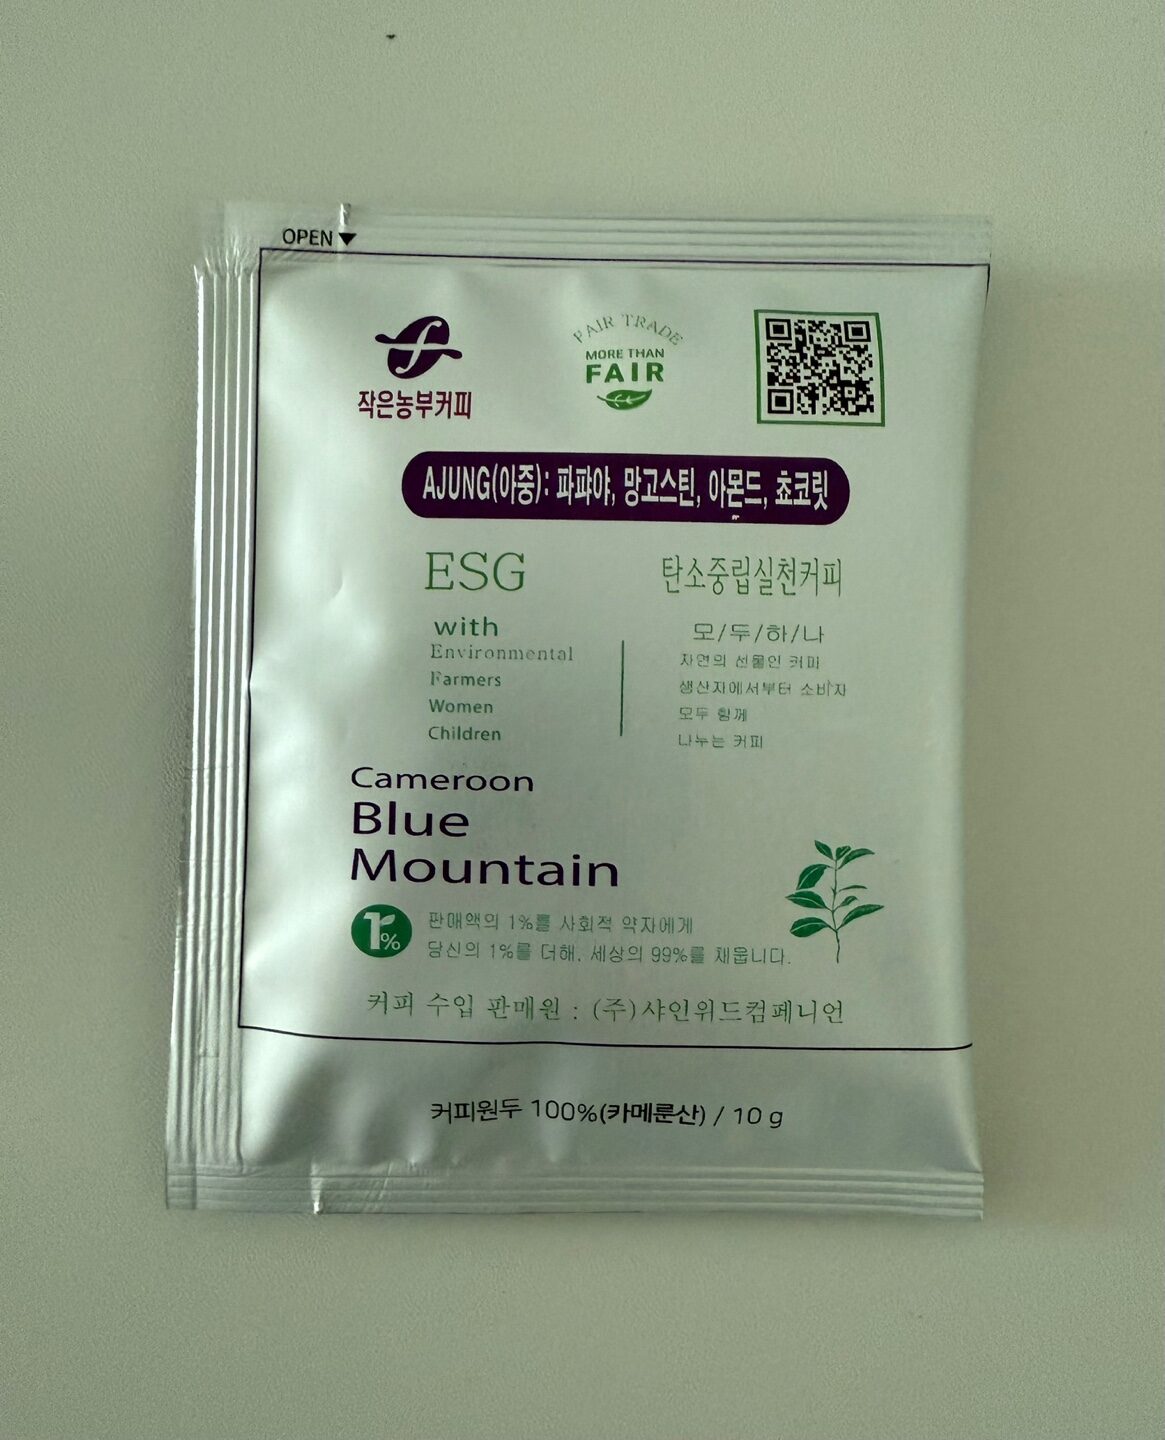 OPEN
작은농부커피
FAIR TRADE
MORE THAN
FAIR
AJUNG(아중): 파퍄야, 망고스틴, 아몬드, 쵸코릿
ESG
with
Environmental
Farmers
Women
Children
탄소중립실천커피
모/두/하/나
자연의 선물인 커피
생산자에서부터 소비자
모두 함께
나누는 커피
Cameroon
Blue
Mountain
1%
판매액의 1%를 사회적 약자에게
당신의 1%를 더해, 세상의 99%를 채웁니다.
커피 수입 판매원 : (주)샤인위드컴페니언
커피원두 100%(카메룬산) / 10 g